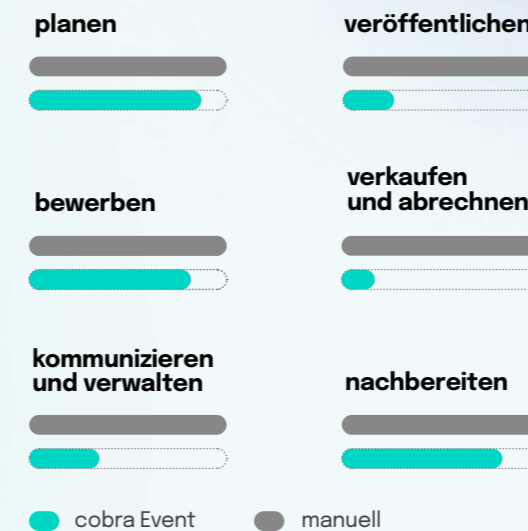 planen
veröffentlichen
bewerben
verkaufen
und abrechnen
kommunizieren
und verwalten
nachbereiten
cobra Event
manuell